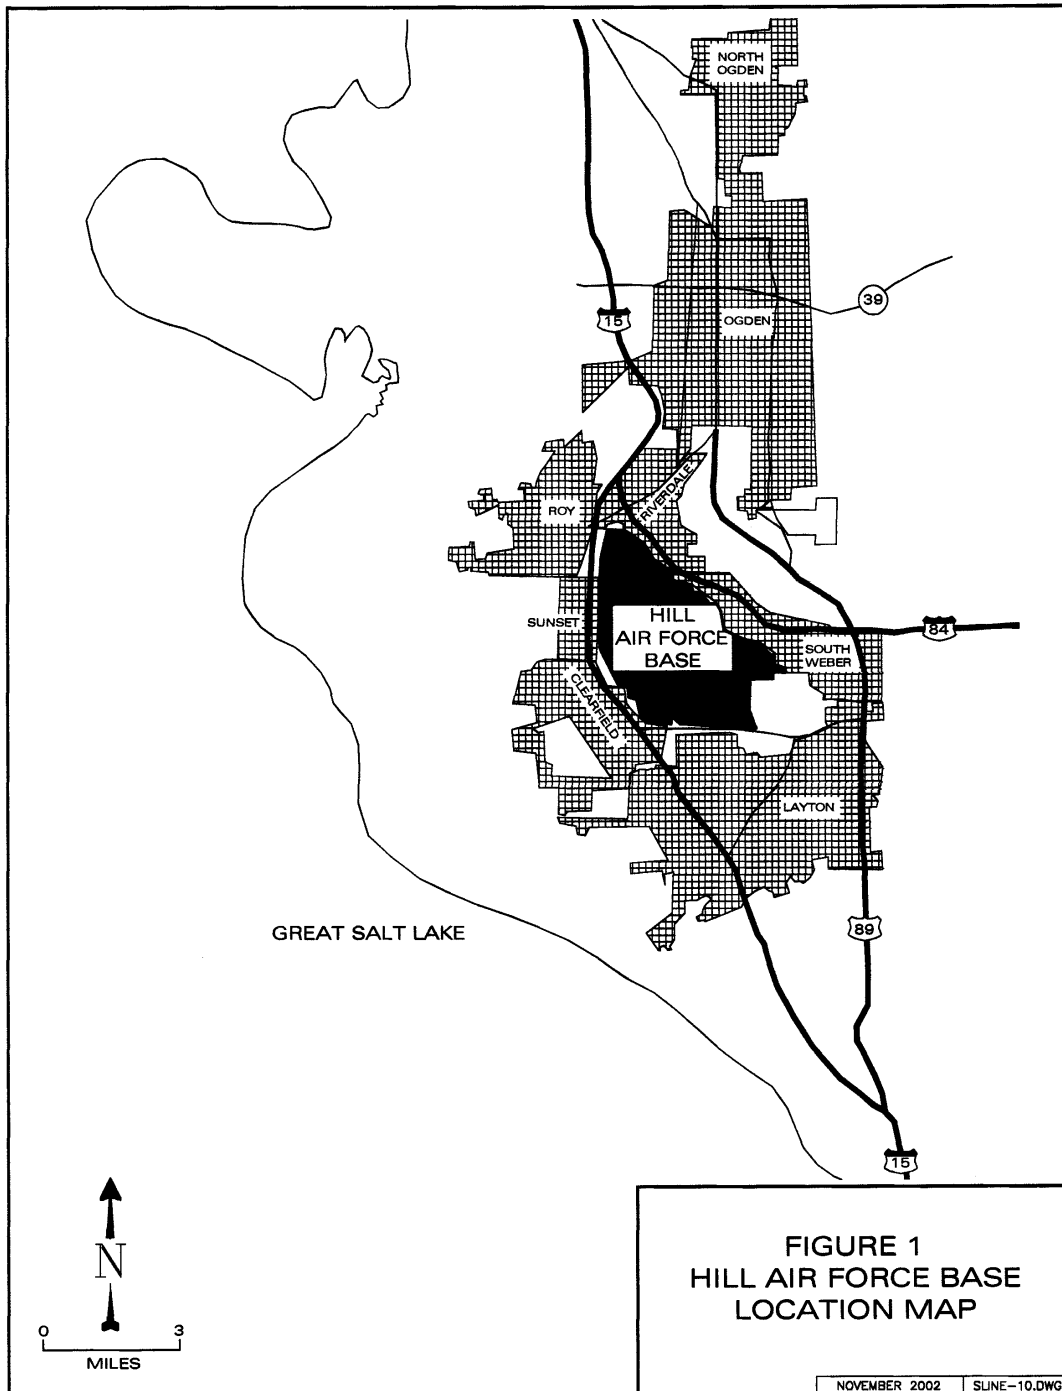 NORTH
OGDEN
39
15
OGDEN
RIVERDALE
ROY
HILL
AIR FORCE
BASE
SUNSET
84
SOUTH
WEBER
CLEARFIELD
LAYTON
89
GREAT SALT LAKE
15
N
0 3
MILES
FIGURE 1
HILL AIR FORCE BASE
LOCATION MAP
NOVEMBER 2002 SLINE-10.DWG